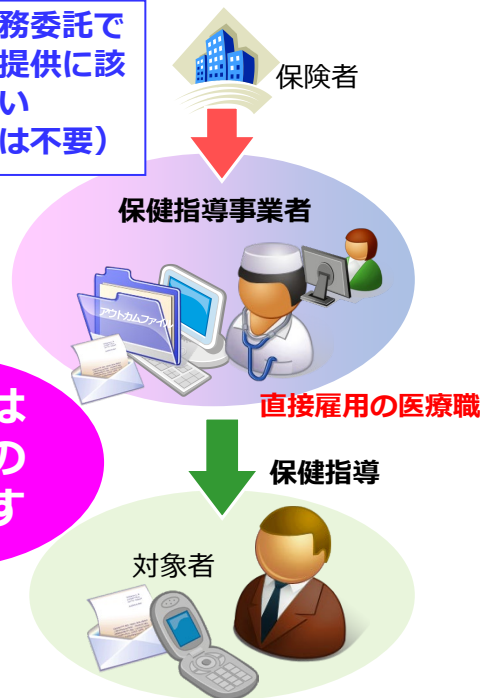 務委託で
提供に該
い
は不要）
保険者
保健指導事業者
アウトカムファイル
直接雇用の医療職
は
の
す
保健指導
対象者